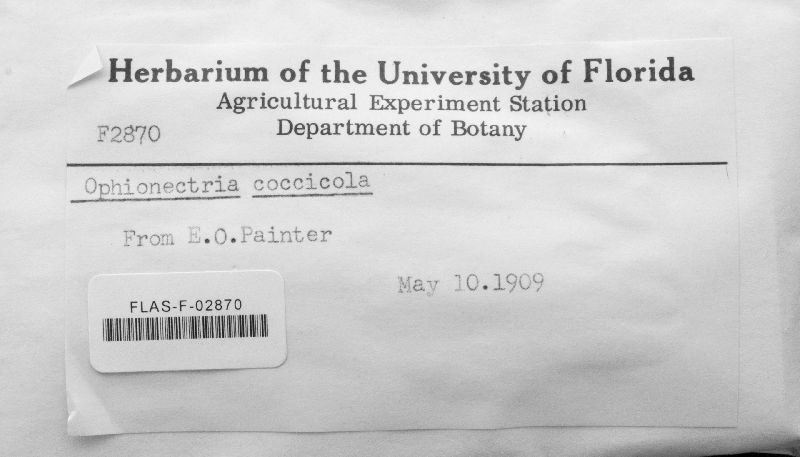 Herbarium of the University of Florida
Agricultural Experiment Station
Department of Botany
F2870
Ophionectria coccicola
From E.O.Painter
May 10.1909
FLAS-F-02870